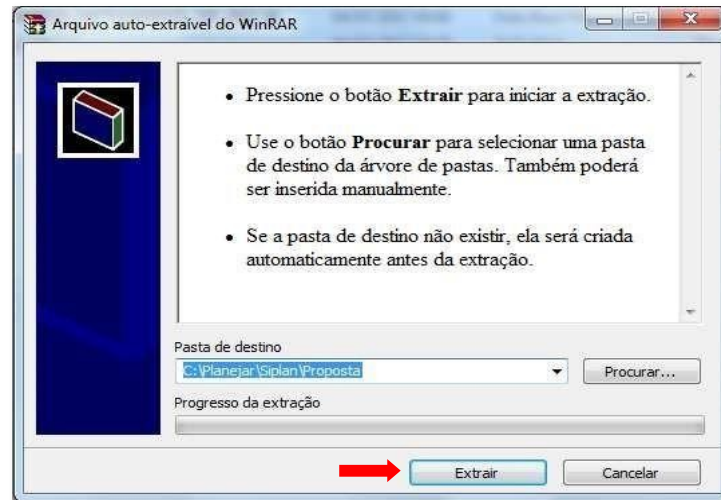 Arquivo auto-extraível do WinRAR
• Pressione o botão Extrair para iniciar a extração.
• Use o botão Procurar para selecionar uma pasta
de destino da árvore de pastas. Também poderá
ser inserida manualmente.
• Se a pasta de destino não existir, ela será criada
automaticamente antes da extração.
Pasta de destino
C:\Planejar\Siplan\Proposta
Procurar...
Progresso da extração
Extrair
Cancelar